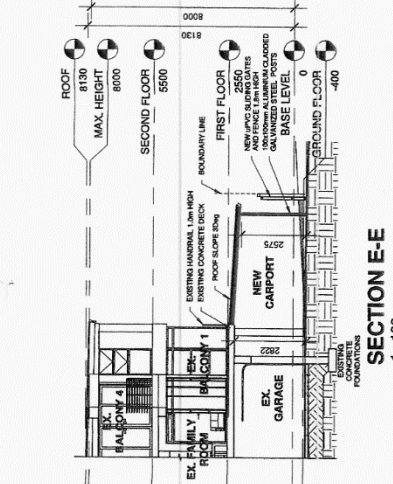 8000
8130
ROOF
8130
MAX. HEIGHT
8000
SECOND FLOOR
5500
FIRST FLOOR
2550
NEW uPVC SLIDING GATES
AND FENCE 1.8m HIGH
100x100mm ALUMINIUM CLADDED
GALVANIZED STEEL POSTS
BASE LEVEL
0
GROUND FLOOR
-400
BOUNDARY LINE
EXISTING HANDRAIL 1.0m HIGH
EXISTING CONCRETE DECK
ROOF SLOPE 3Deg
EX.
BALCONY 4
EX.
BALCONY 1
EX. FAMILY
ROOM
2822
2575
NEW
CARPORT
EX.
GARAGE
EXISTING
CONCRETE
FOUNDATIONS
SECTION E-E